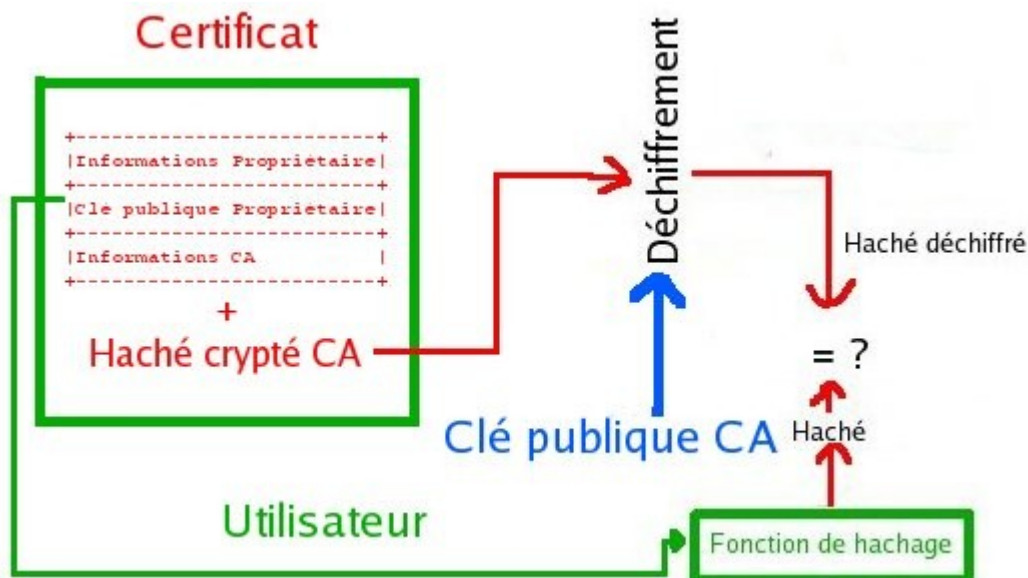 Certificat
+--------------------------+
|Informations Propriétaire|
+--------------------------+
|Clé publique Propriétaire|
+--------------------------+
|Informations CA |
+--------------------------+
+
Haché crypté CA
Déchiffrement
Haché déchiffré
= ?
Clé publique CA
Haché
Utilisateur
Fonction de hachage